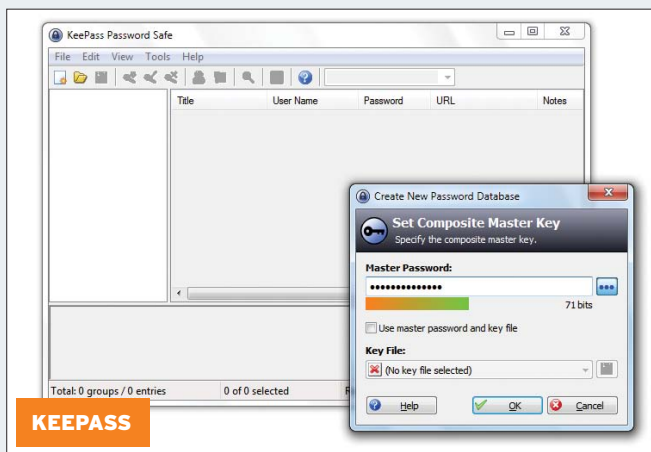 KeePass Password Safe
File Edit View Tools Help
Title User Name Password URL Notes
Create New Password Database
Set Composite Master Key
Specify the composite master key.
Master Password:
••••••••••••••
71 bits
Use master password and key file
Key File:
(No key file selected)
Help OK Cancel
Total: 0 groups / 0 entries 0 of 0 selected
KEEPASS